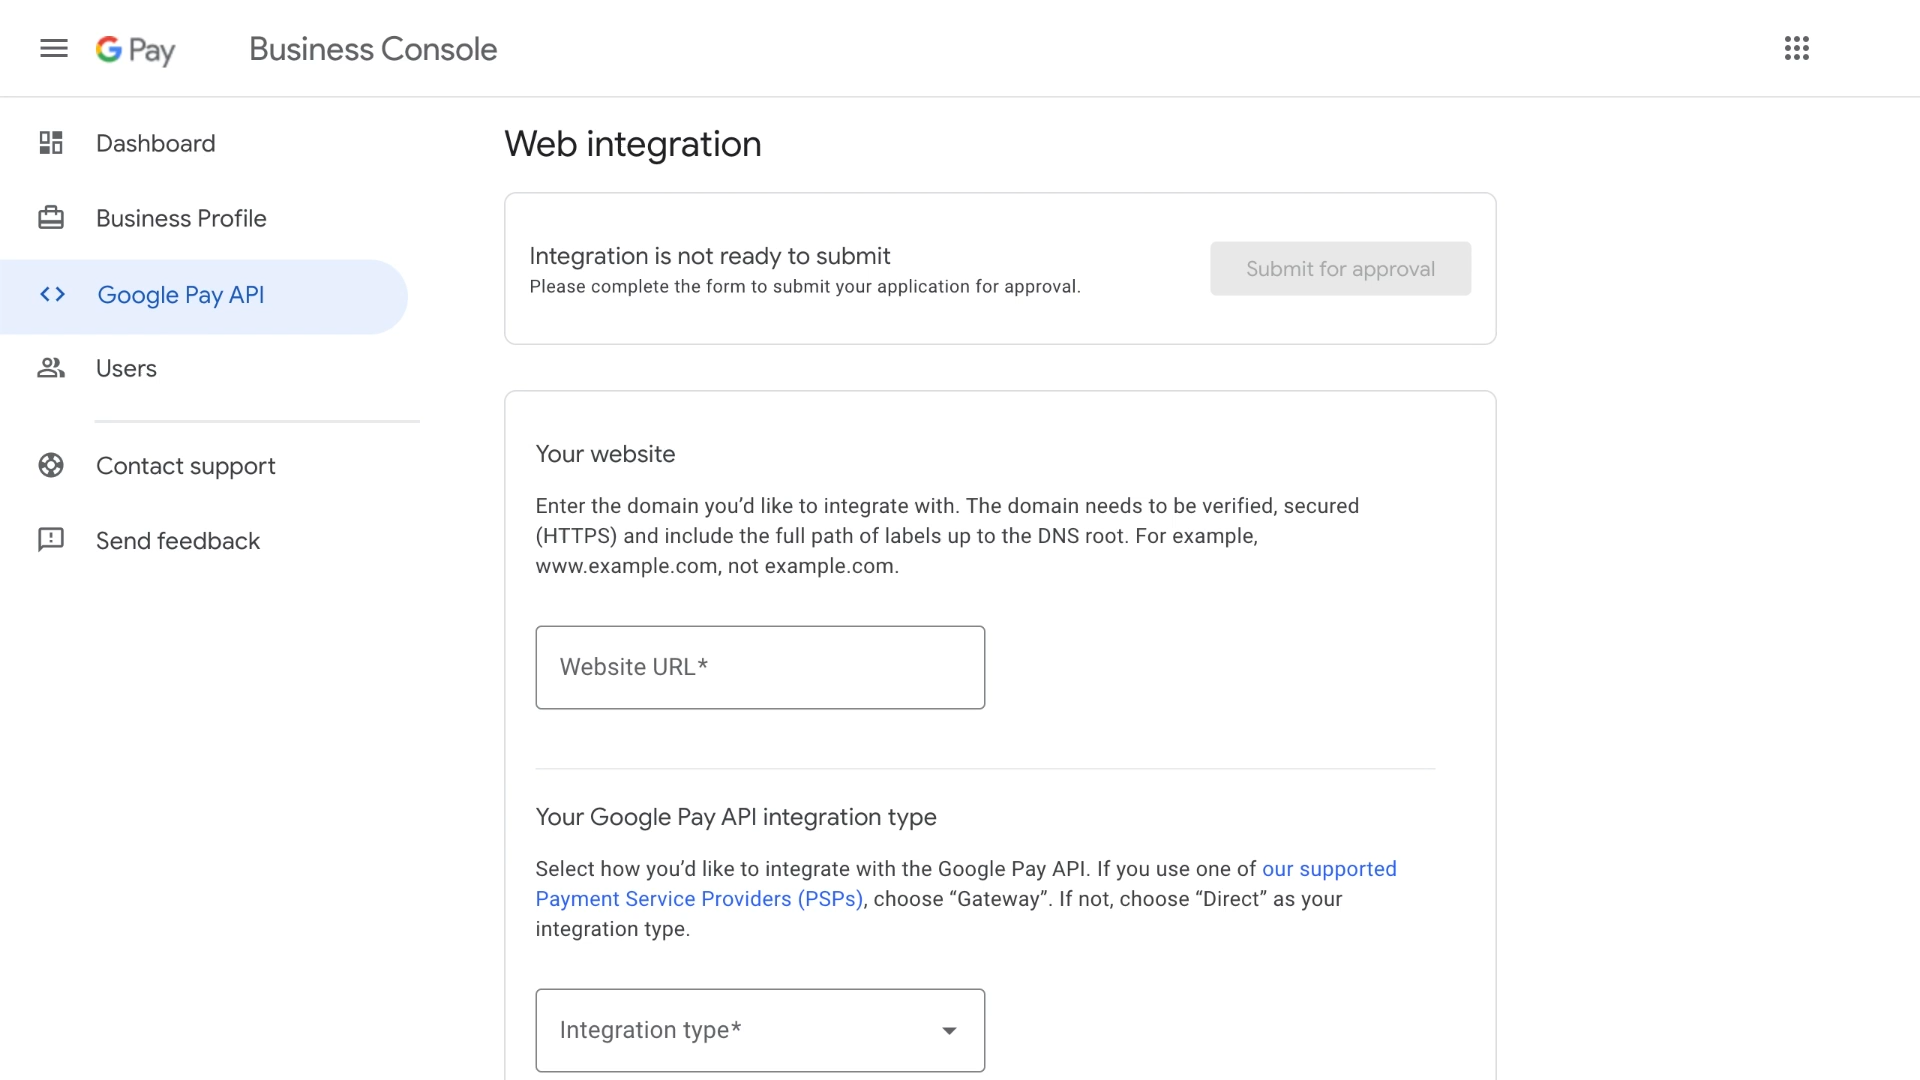 G Pay Business Console
Dashboard
Business Profile
Google Pay API
Users
Contact support
Send feedback
Web integration
Integration is not ready to submit
Please complete the form to submit your application for approval.
Submit for approval
Your website
Enter the domain you’d like to integrate with. The domain needs to be verified, secured
(HTTPS) and include the full path of labels up to the DNS root. For example,
www.example.com, not example.com.
Website URL*
Your Google Pay API integration type
Select how you’d like to integrate with the Google Pay API. If you use one of our supported
Payment Service Providers (PSPs), choose “Gateway”. If not, choose “Direct” as your
integration type.
Integration type*